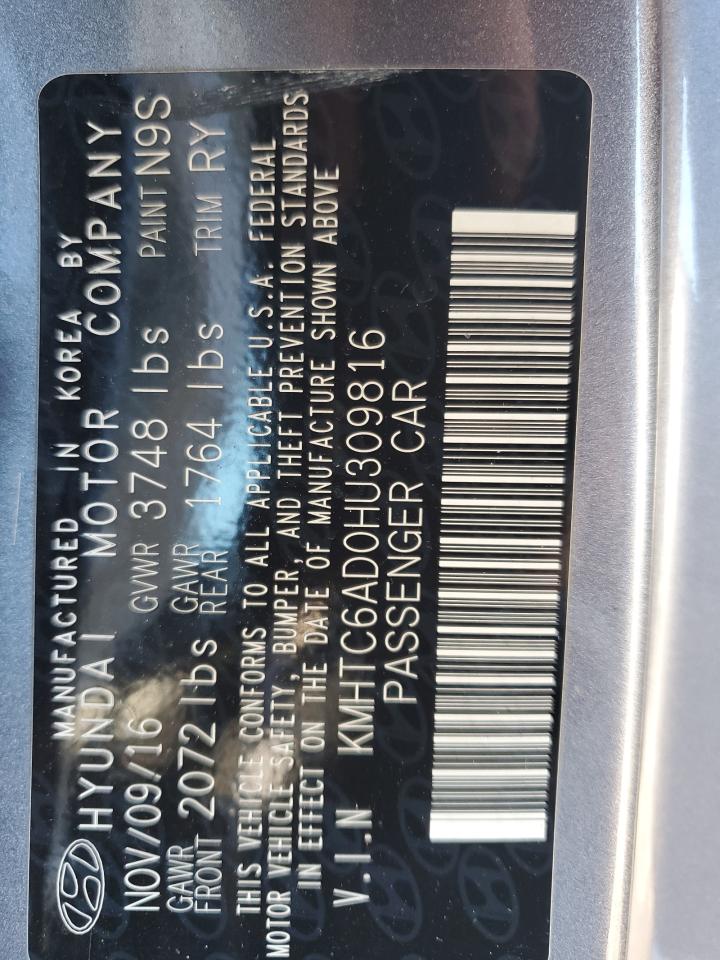 MANUFACTURED IN KOREA BY
HYUNDAI MOTOR COMPANY
NOV/09/16 GVWR 3748 lbs PAINT N9S
GAWR FRONT 2072 lbs GAWR REAR 1764 lbs TRIM RY
THIS VEHICLE CONFORMS TO ALL APPLICABLE U.S.A. FEDERAL
MOTOR VEHICLE SAFETY, BUMPER, AND THEFT PREVENTION STANDARDS
IN EFFECT ON THE DATE OF MANUFACTURE SHOWN ABOVE
V.I.N KMHTC6AD0HU309816
PASSENGER CAR